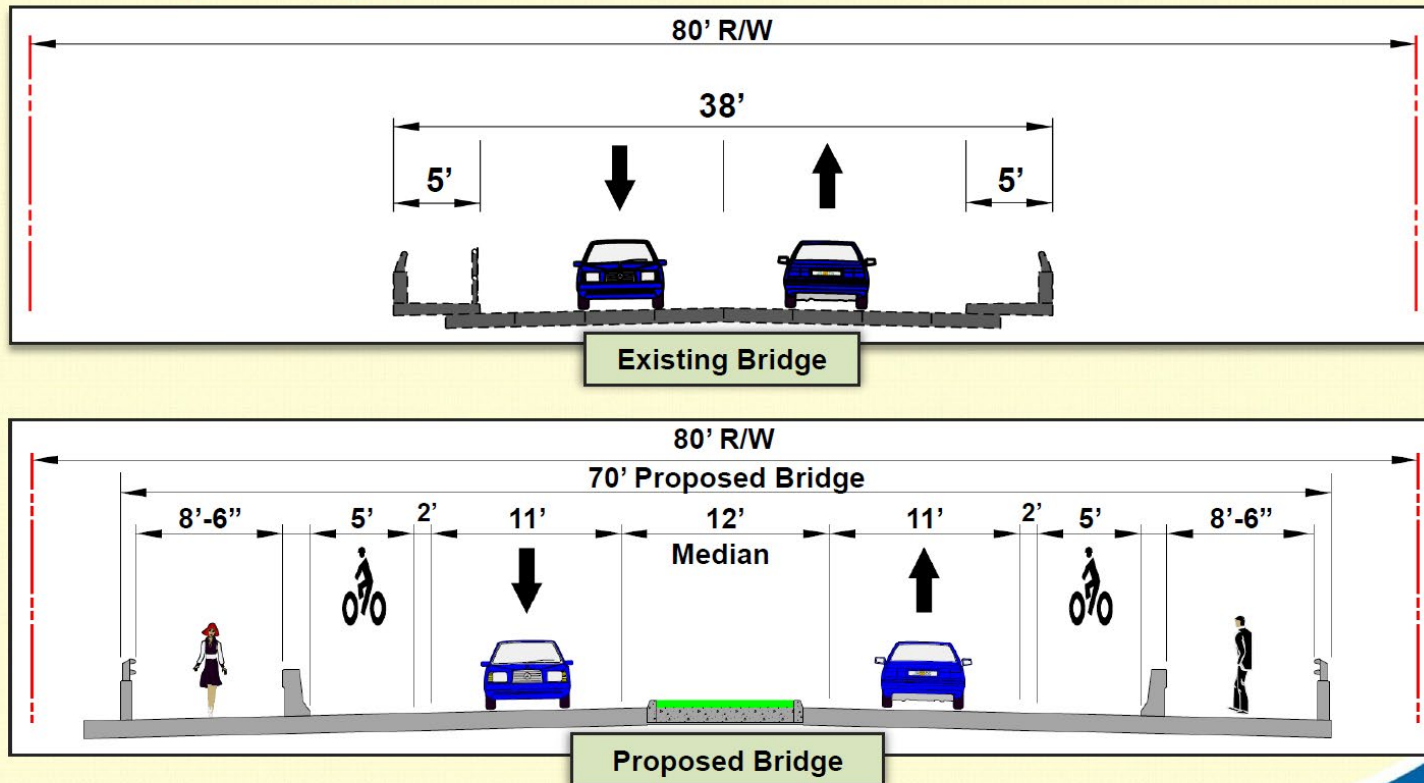 80’ R/W
38’
5’ 5’
Existing Bridge
80’ R/W
70’ Proposed Bridge
8’-6” 5’ 2’ 11’ 12’ 11’ 2’ 5’ 8’-6”
Median
Proposed Bridge